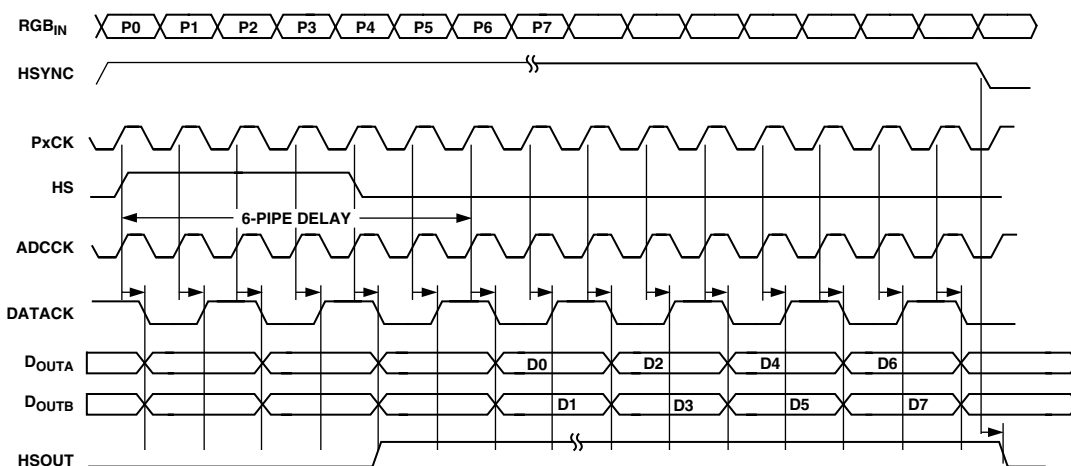 RGBIN P0 P1 P2 P3 P4 P5 P6 P7
HSYNC
PxCK
HS
6-PIPE DELAY
ADCCK
DATACK
DOUTA D0 D2 D4 D6
DOUTB D1 D3 D5 D7
HSOUT